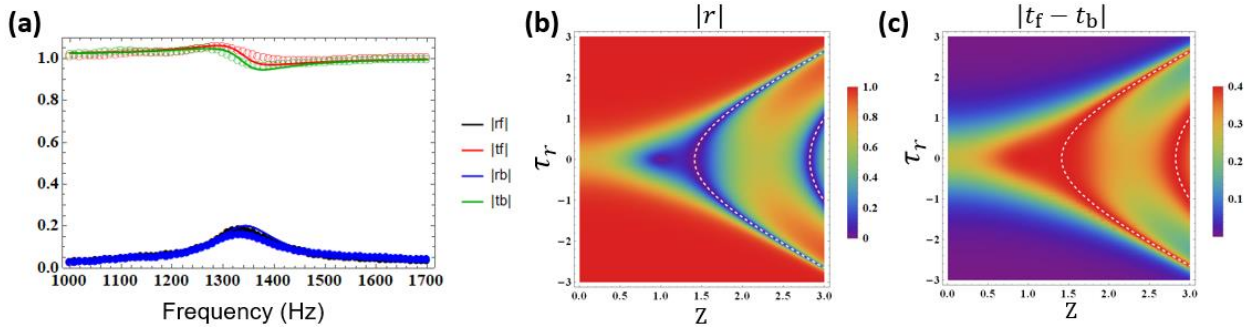 (a)
1.0
0.8
0.6
0.4
0.2
0.0
1000 1100 1200 1300 1400 1500 1600 1700
Frequency (Hz)
|rf|
|tf|
|rb|
|tb|
(b)
|r|
3
2
1
0
−1
−2
−3
τr
0.0 0.5 1.0 1.5 2.0 2.5 3.0
Z
1.0
0.8
0.6
0.4
0.2
0
(c)
|tf − tb|
3
2
1
0
−1
−2
−3
τr
0.0 0.5 1.0 1.5 2.0 2.5 3.0
Z
0.4
0.3
0.2
0.1